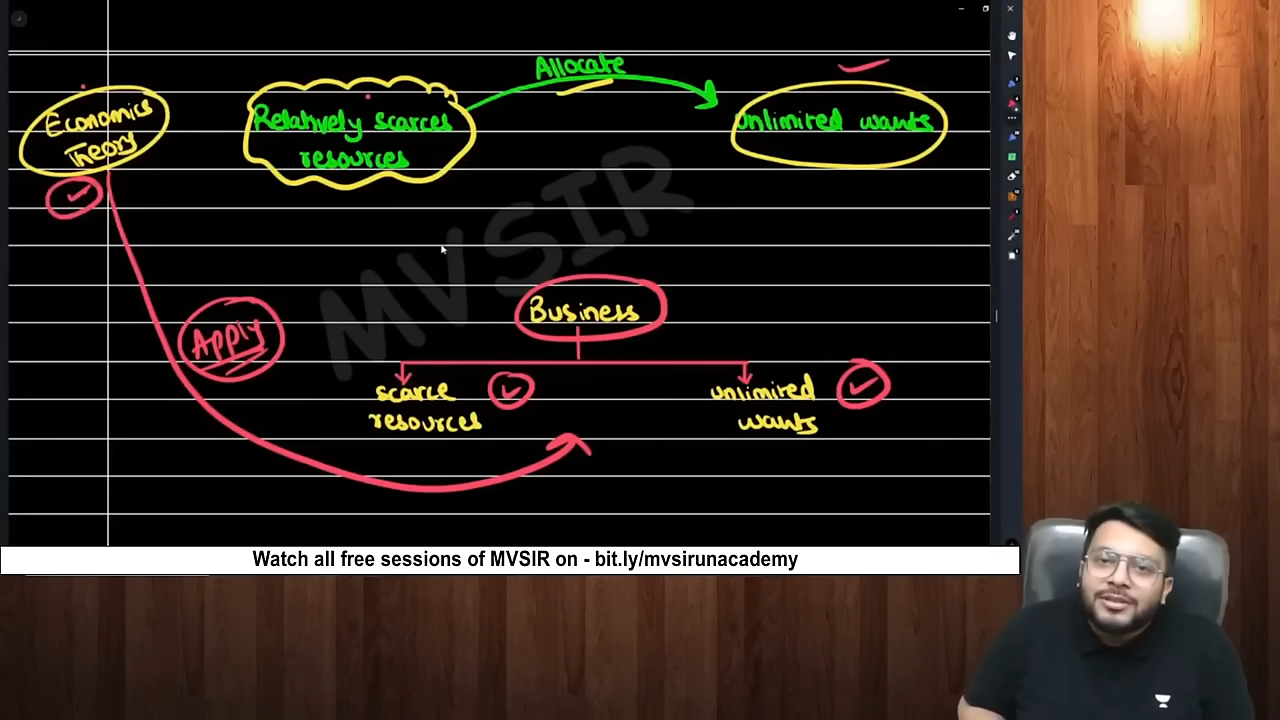 Allocate
Economics
Theory
Relatively scarces
resources
unlimited wants
MVSIR
Business
Apply
scarce
resources
unlimited
wants
Watch all free sessions of MVSIR on - bit.ly/mvsirunacademy